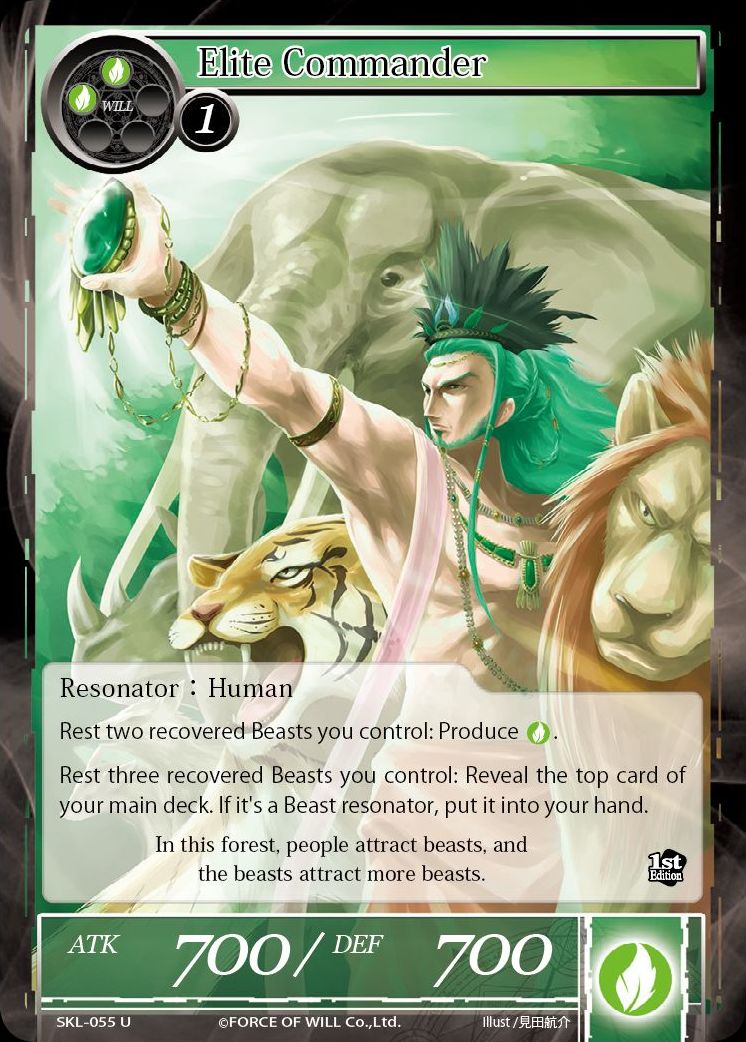 Elite Commander
WILL
1
Resonator : Human
Rest two recovered Beasts you control: Produce .
Rest three recovered Beasts you control: Reveal the top card of
your main deck. If it's a Beast resonator, put it into your hand.
In this forest, people attract beasts, and
the beasts attract more beasts.
1st
Edition
ATK 700 / DEF 700
SKL-055 U ©FORCE OF WILL Co.,Ltd. Illust /見田航介